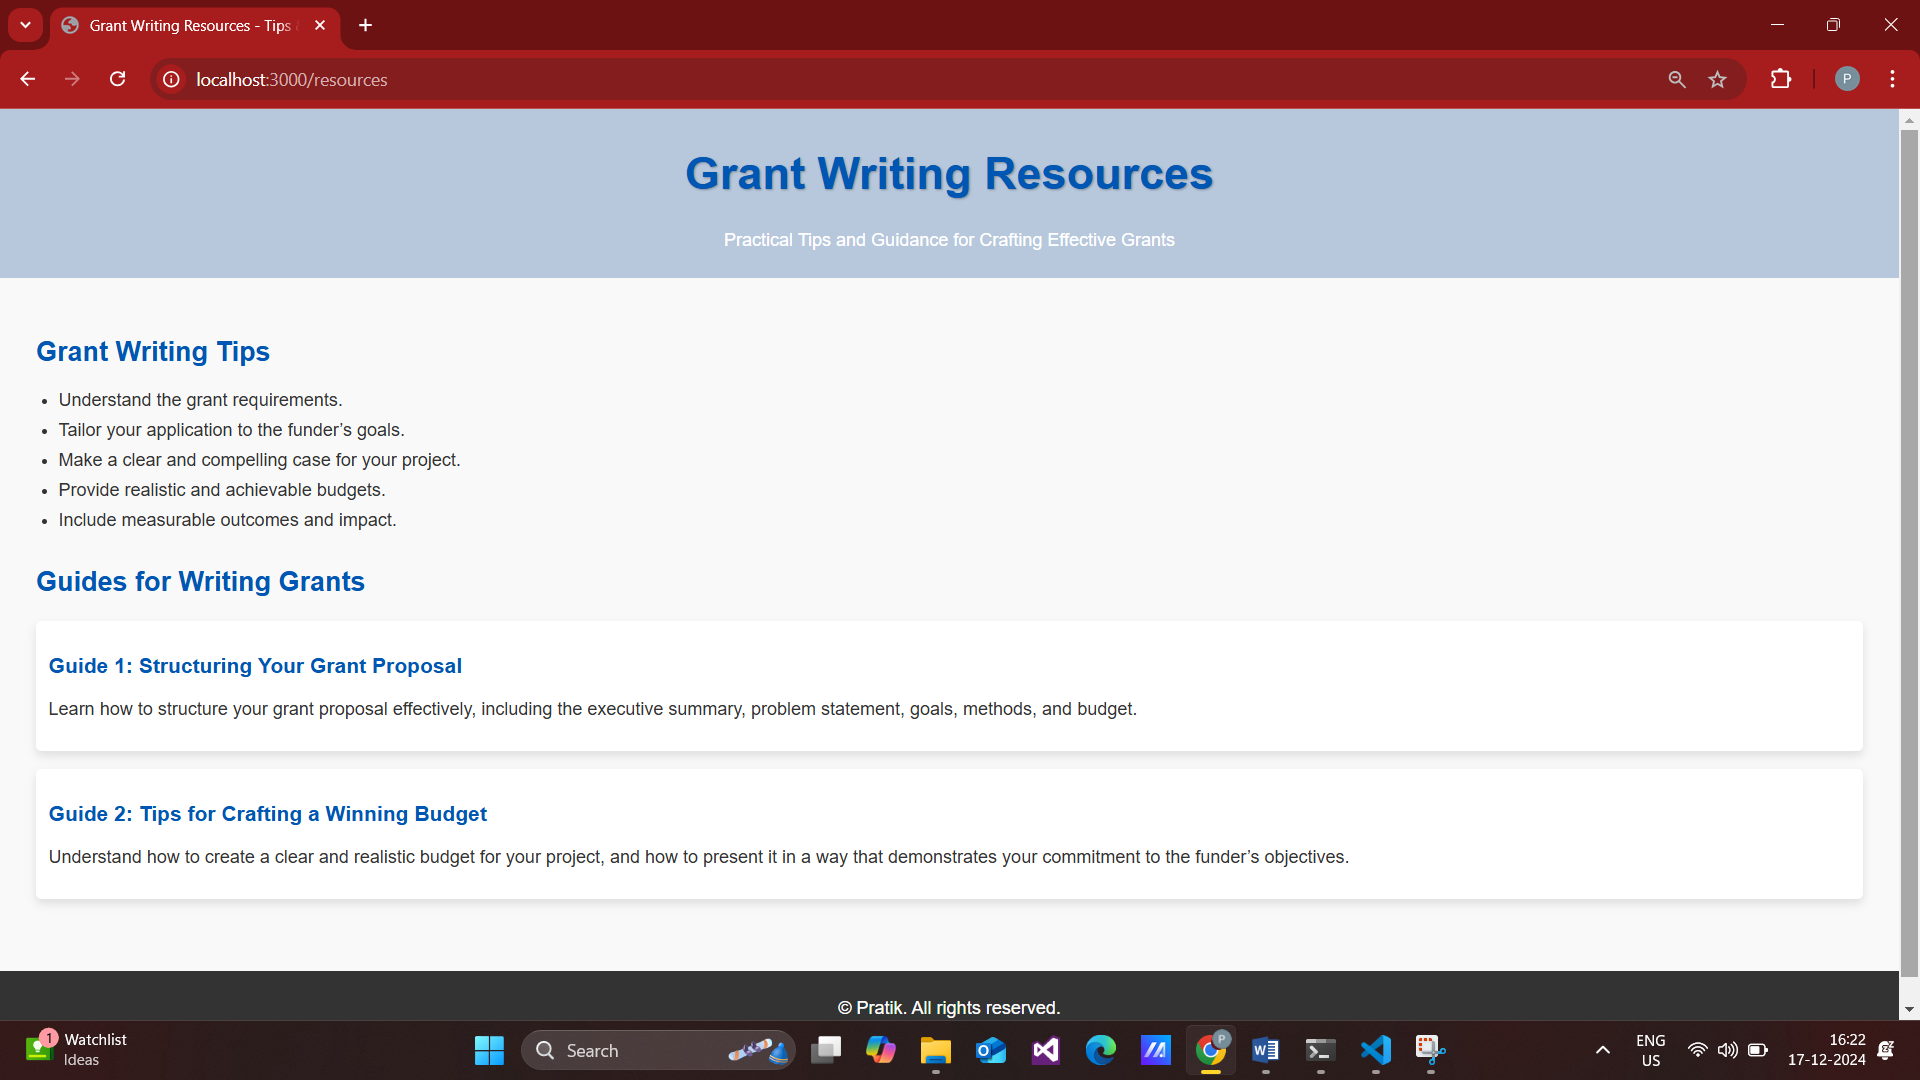 Grant Writing Resources - Tips
localhost:3000/resources
P
Grant Writing Resources
Practical Tips and Guidance for Crafting Effective Grants
Grant Writing Tips
• Understand the grant requirements.
• Tailor your application to the funder’s goals.
• Make a clear and compelling case for your project.
• Provide realistic and achievable budgets.
• Include measurable outcomes and impact.
Guides for Writing Grants
Guide 1: Structuring Your Grant Proposal
Learn how to structure your grant proposal effectively, including the executive summary, problem statement, goals, methods, and budget.
Guide 2: Tips for Crafting a Winning Budget
Understand how to create a clear and realistic budget for your project, and how to present it in a way that demonstrates your commitment to the funder’s objectives.
© Pratik. All rights reserved.
1
Watchlist
Ideas
Search
P
ENG
US
16:22
17-12-2024